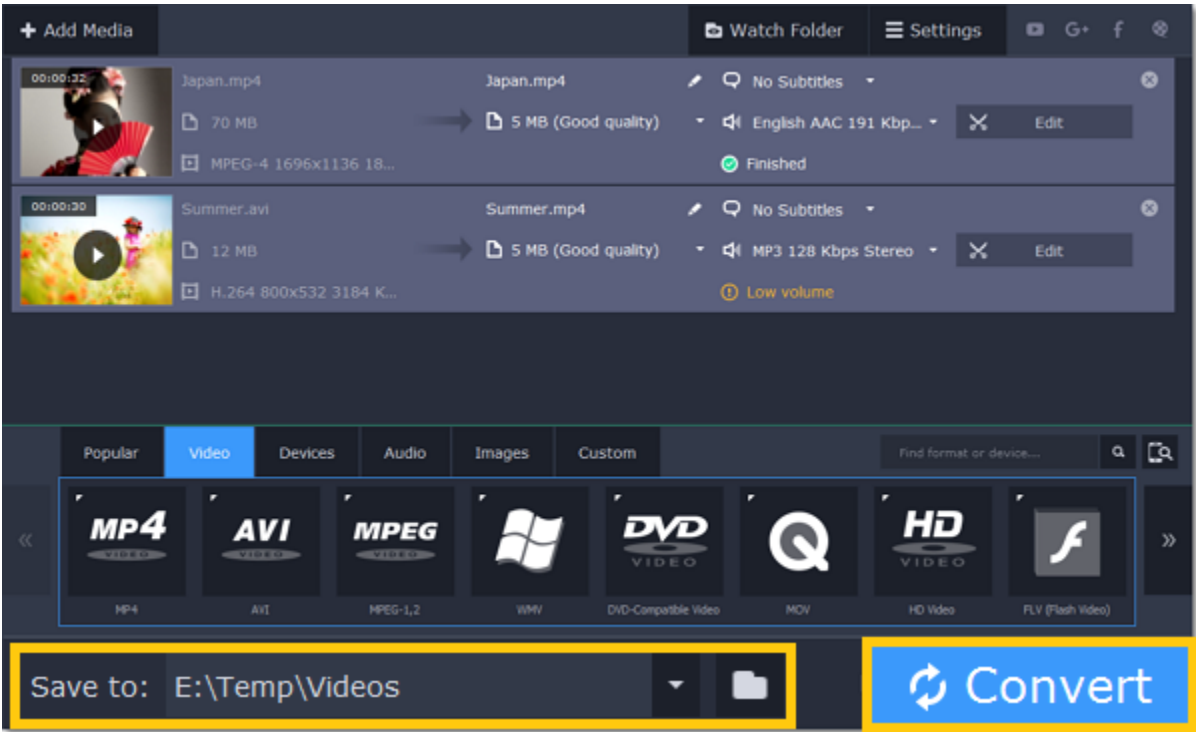 Add Media
Watch Folder
Settings
G+
f
00:00:32
Japan.mp4
Japan.mp4
No Subtitles
70 MB
5 MB (Good quality)
English AAC 191 Kbp...
Edit
MPEG-4 1696x1136 18...
Finished
00:00:30
Summer.avi
Summer.mp4
No Subtitles
12 MB
5 MB (Good quality)
MP3 128 Kbps Stereo
Edit
H.264 800x532 3184 K...
Low volume
Popular
Video
Devices
Audio
Images
Custom
Find format or device....
MP4
VIDEO
AVI
VIDEO
MPEG
VIDEO
DVD
VIDEO
HD
VIDEO
f
MP4
AVI
MPEG-1,2
WMV
DVD-Compatible Video
MOV
HD Video
FLV (Flash Video)
Save to: E:\Temp\Videos
Convert